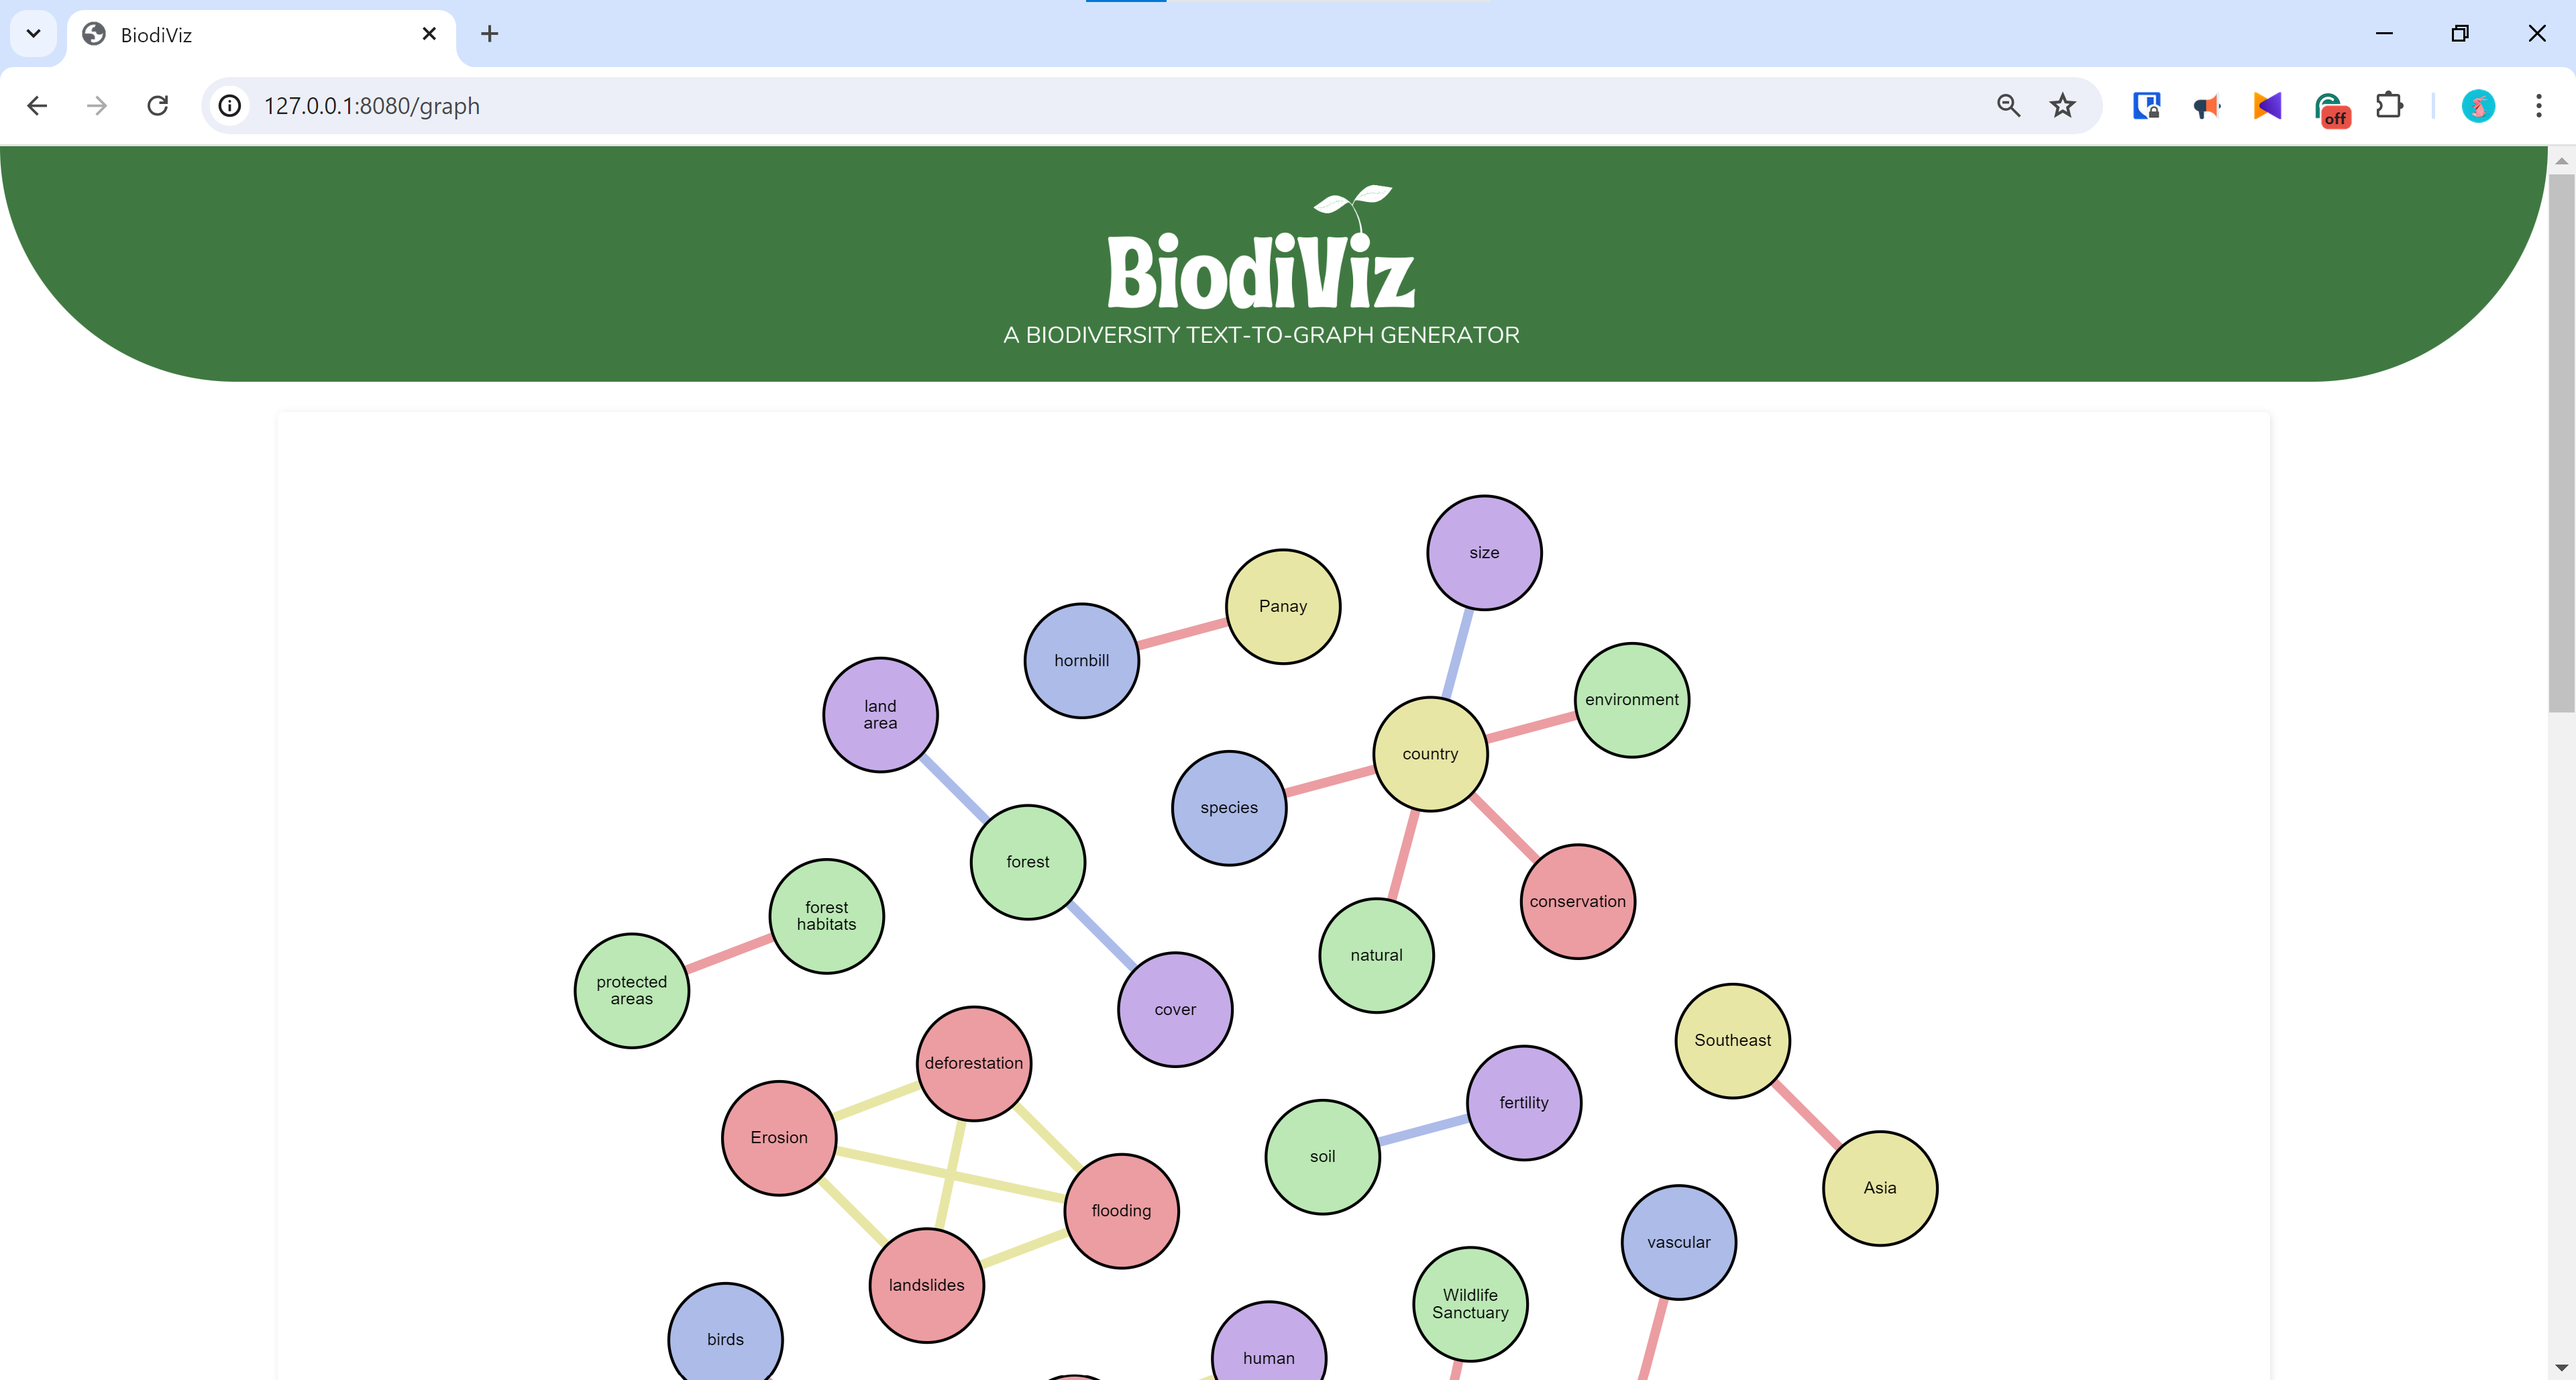 BiodiViz
127.0.0.1:8080/graph
off
BiodiViz
A BIODIVERSITY TEXT-TO-GRAPH GENERATOR
size
Panay
hornbill
land
area
environment
country
species
forest
forest
habitats
conservation
natural
protected
areas
cover
Southeast
deforestation
fertility
Erosion
soil
Asia
flooding
vascular
landslides
Wildlife
Sanctuary
birds
human